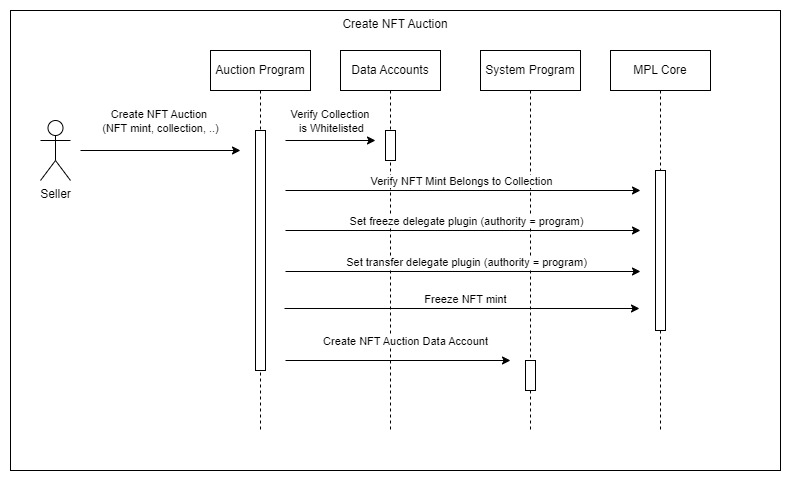 Create NFT Auction
Auction Program
Data Accounts
System Program
MPL Core
Create NFT Auction
(NFT mint, collection, ..)
Verify Collection
is Whitelisted
Seller
Verify NFT Mint Belongs to Collection
Set freeze delegate plugin (authority = program)
Set transfer delegate plugin (authority = program)
Freeze NFT mint
Create NFT Auction Data Account